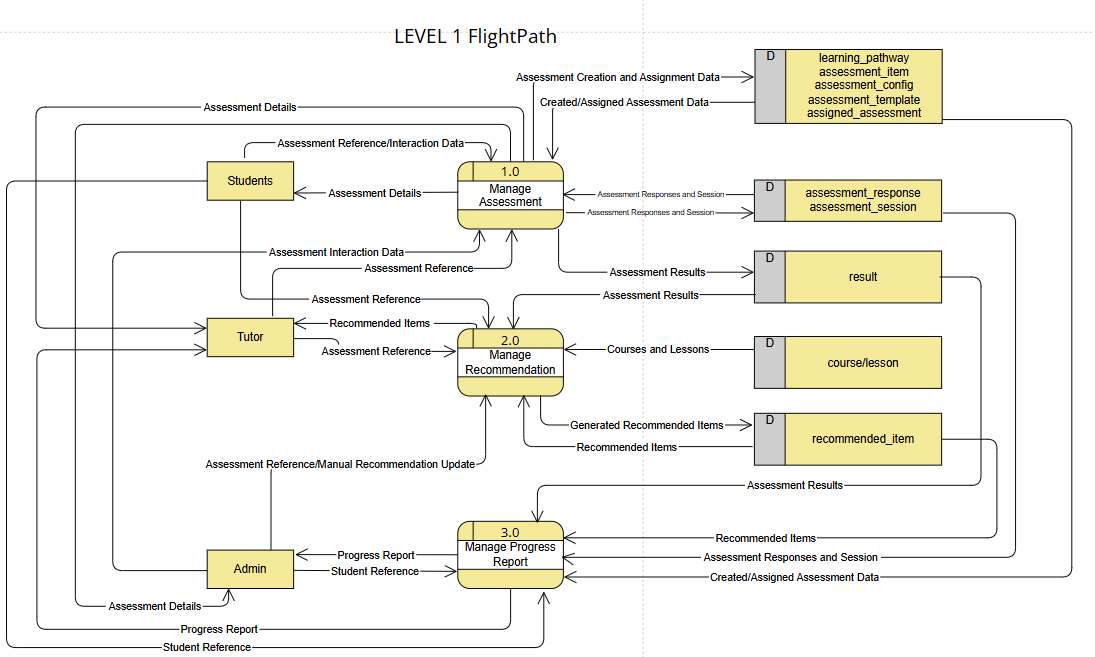 LEVEL 1 FlightPath
D
learning_pathway
assessment_item
assessment_config
assessment_template
assigned_assessment
Assessment Creation and Assignment Data
Created/Assigned Assessment Data
Assessment Details
Assessment Reference/Interaction Data
Students
Assessment Details
1.0
Manage
Assessment
Assessment Responses and Session
Assessment Responses and Session
D
assessment_response
assessment_session
Assessment Interaction Data
Assessment Reference
Assessment Results
D
result
Assessment Reference
Assessment Results
Tutor
Recommended Items
Assessment Reference
2.0
Manage
Recommendation
Courses and Lessons
D
course/lesson
Generated Recommended Items
Recommended Items
D
recommended_item
Assessment Reference/Manual Recommendation Update
Assessment Results
3.0
Manage Progress
Report
Recommended Items
Assessment Responses and Session
Created/Assigned Assessment Data
Admin
Progress Report
Student Reference
Assessment Details
Progress Report
Student Reference